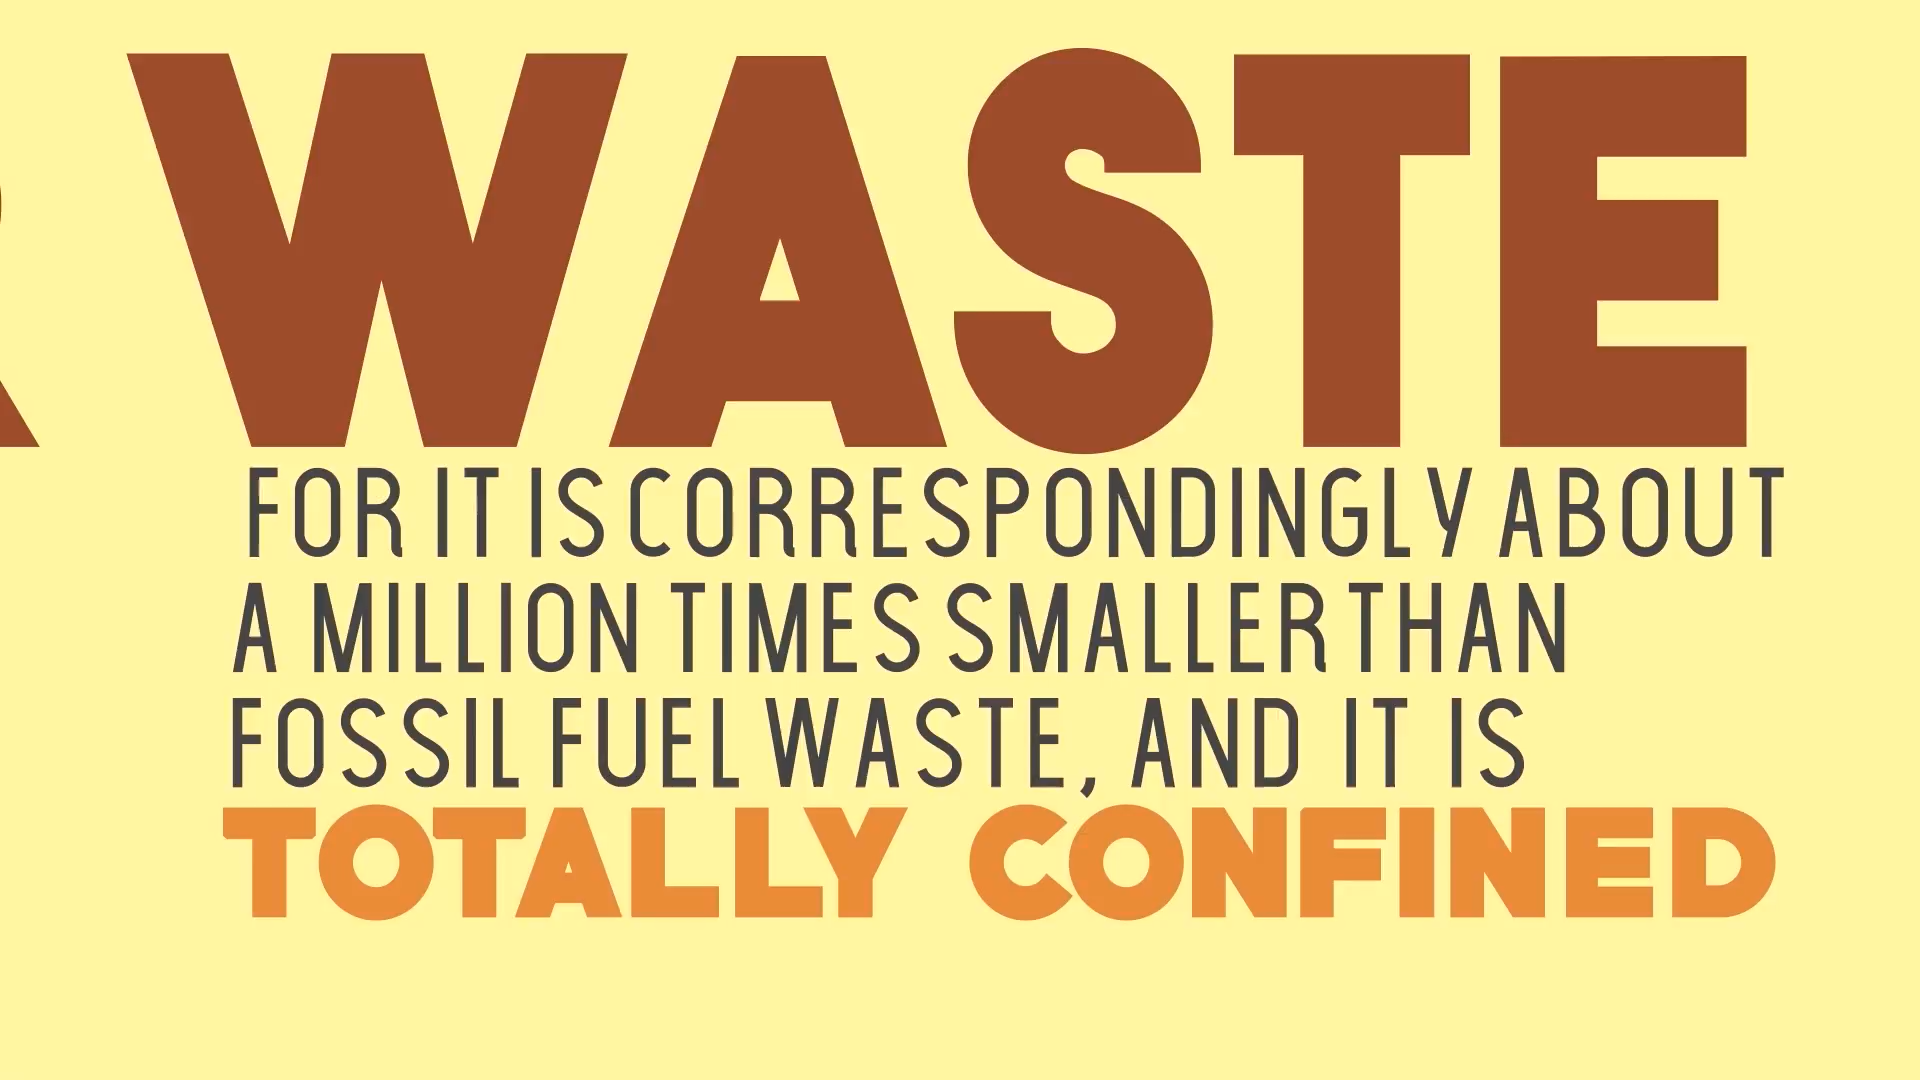 R WASTE
FOR IT IS CORRESPONDINGLY ABOUT
A MILLION TIMES SMALLER THAN
FOSSIL FUEL WASTE, AND IT IS
TOTALLY CONFINED